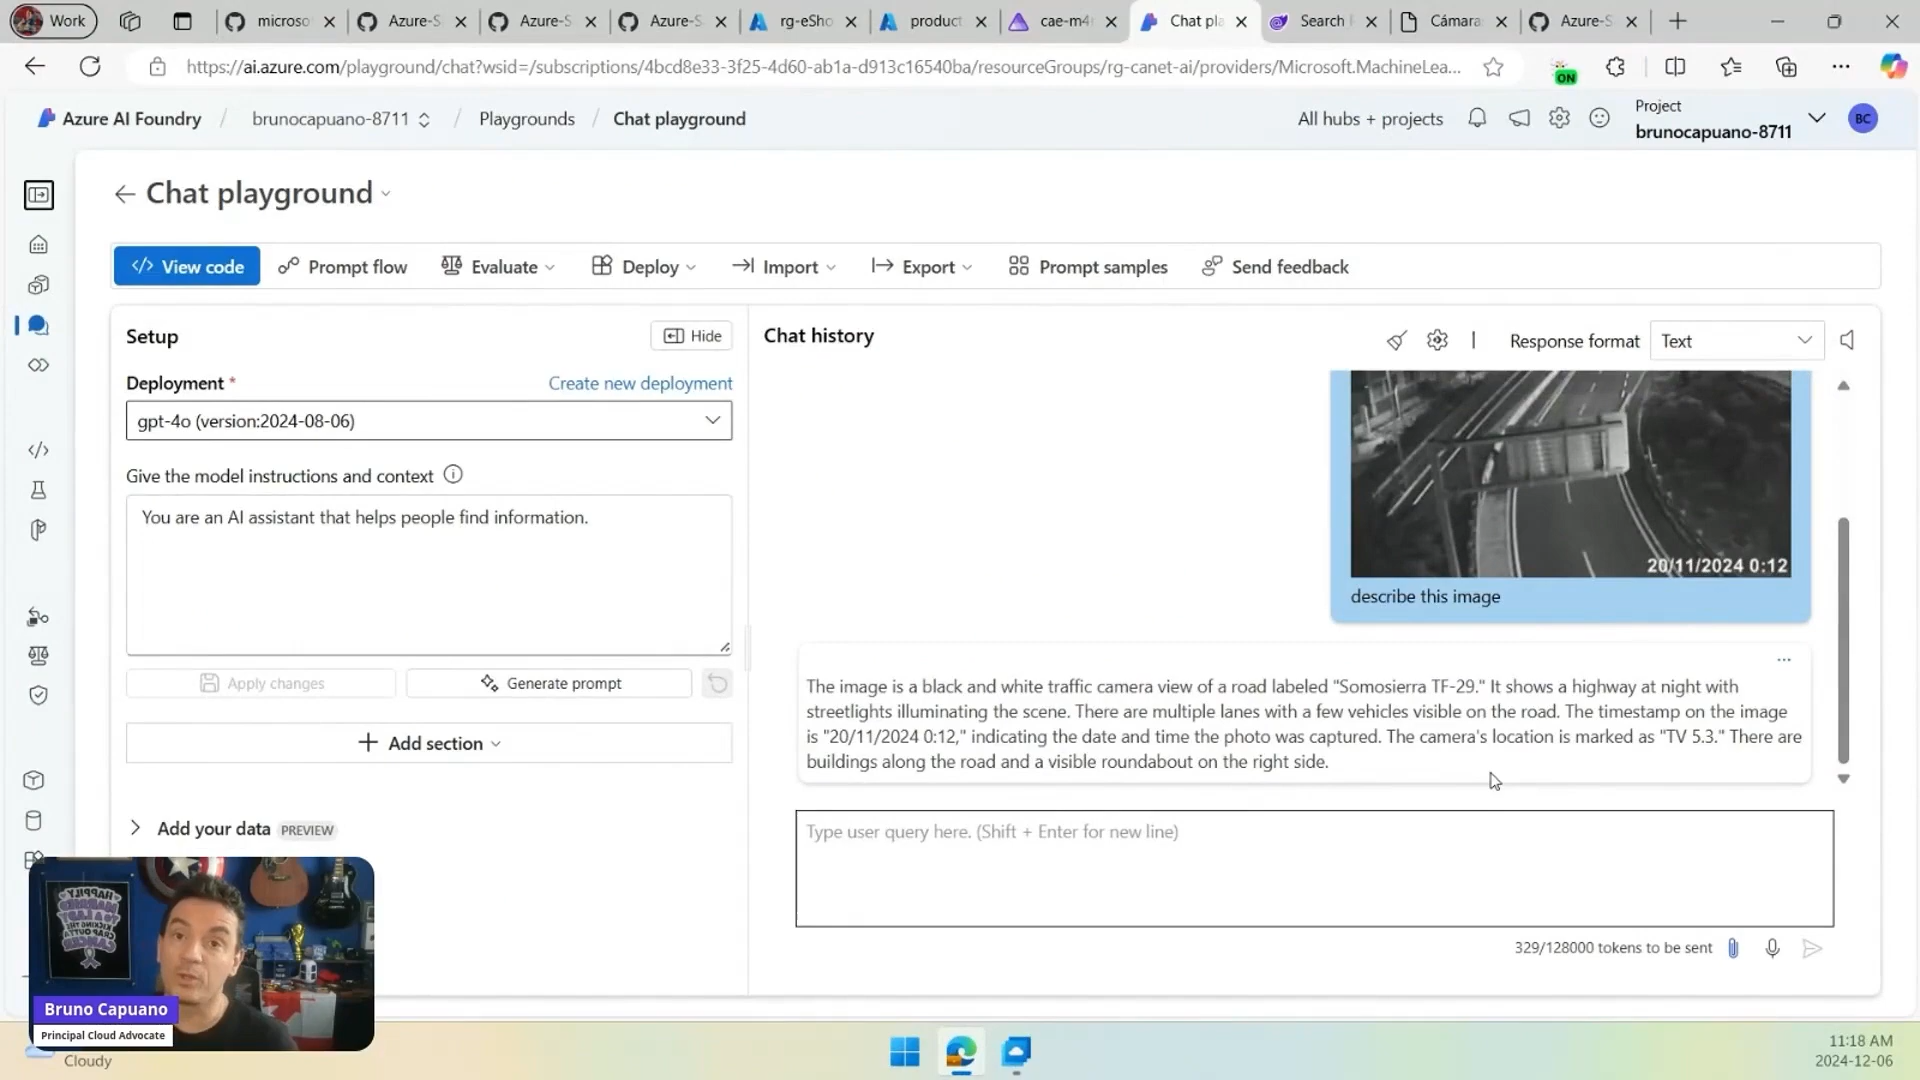 Work
microso
Azure-S
Azure-S
Azure-S
rg-eSho
product
cae-m4
Chat pla
Search
Cámara
Azure-S
https://ai.azure.com/playground/chat?wsid=/subscriptions/4bcd8e33-3f25-4d60-ab1a-d913c16540ba/resourceGroups/rg-canet-ai/providers/Microsoft.MachineLea...
ON
Azure AI Foundry / brunocapuano-8711 / Playgrounds / Chat playground
All hubs + projects
Project
brunocapuano-8711
BC
Chat playground
View code
Prompt flow
Evaluate
Deploy
Import
Export
Prompt samples
Send feedback
Setup
Hide
Deployment *
Create new deployment
gpt-4o (version:2024-08-06)
Give the model instructions and context
You are an AI assistant that helps people find information.
Apply changes
Generate prompt
Add section
Add your data PREVIEW
Chat history
Response format
Text
20/11/2024 0:12
describe this image
The image is a black and white traffic camera view of a road labeled "Somosierra TF-29." It shows a highway at night with
streetlights illuminating the scene. There are multiple lanes with a few vehicles visible on the road. The timestamp on the image
is "20/11/2024 0:12," indicating the date and time the photo was captured. The camera's location is marked as "TV 5.3." There are
buildings along the road and a visible roundabout on the right side.
Type user query here. (Shift + Enter for new line)
329/128000 tokens to be sent
Bruno Capuano
Principal Cloud Advocate
Cloudy
11:18 AM
2024-12-06